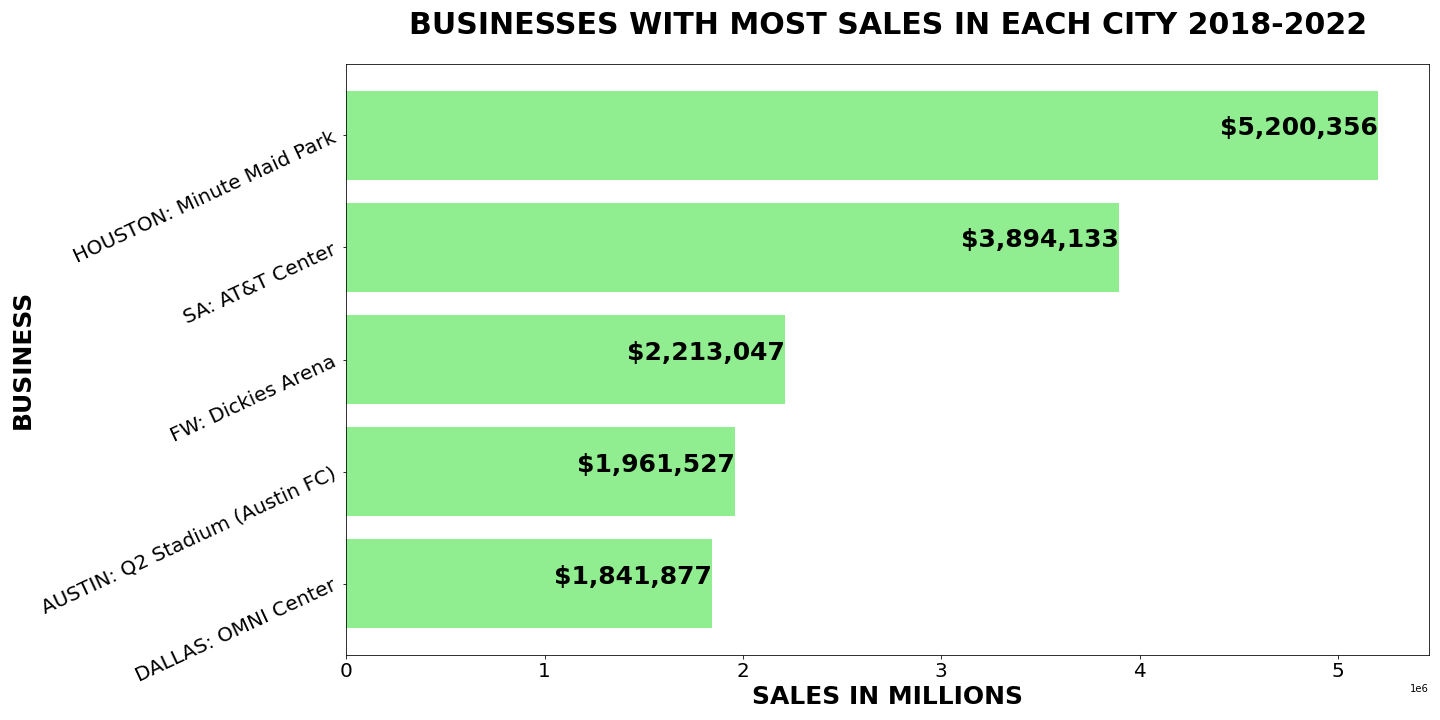 BUSINESSES WITH MOST SALES IN EACH CITY 2018-2022
BUSINESS
HOUSTON: Minute Maid Park
$5,200,356
SA: AT&T Center
$3,894,133
FW: Dickies Arena
$2,213,047
AUSTIN: Q2 Stadium (Austin FC)
$1,961,527
DALLAS: OMNI Center
$1,841,877
0 1 2 3 4 5
1e6
SALES IN MILLIONS